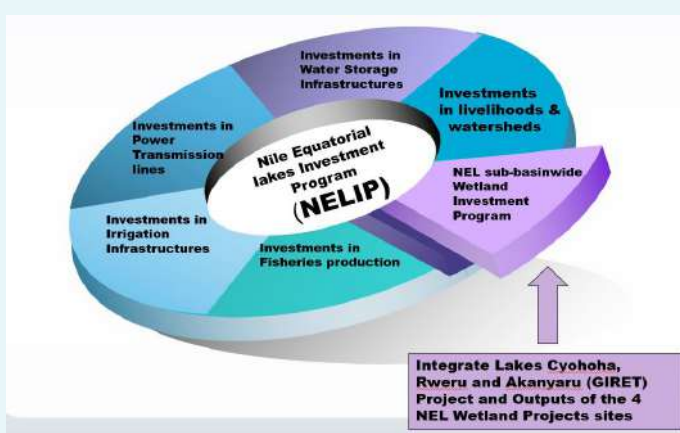 Investments in
Water Storage
Infrastructures
Investments
in livelihoods &
watersheds
Investments in
Power
Transmission
lines
Nile Equatorial
lakes Investment
Program
(NELIP)
NEL sub-basinwide
Wetland
Investment
Program
Investments in
Irrigation
Infrastructures
Investments in
Fisheries production
Integrate Lakes Cyohoha,
Rweru and Akanyaru (GIRET)
Project and Outputs of the 4
NEL Wetland Projects sites